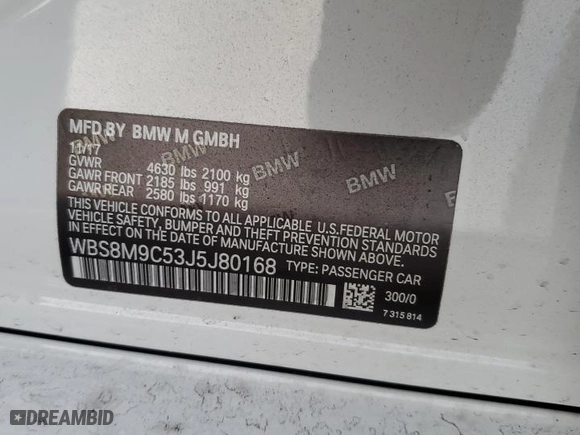 MFD BY BMW M GMBH
11/17
GVWR 4630 lbs 2100 kg
GAWR FRONT 2185 lbs 991 kg
GAWR REAR 2580 lbs 1170 kg
THIS VEHICLE CONFORMS TO ALL APPLICABLE U.S.FEDERAL MOTOR
VEHICLE SAFETY, BUMPER AND THEFT PREVENTION STANDARDS
IN EFFECT ON THE DATE OF MANUFACTURE SHOWN ABOVE.
WBS8M9C53J5J80168 TYPE: PASSENGER CAR
300/0
7 315 814
BMW
BMW
BMW
BMW
BMW
DREAMBID